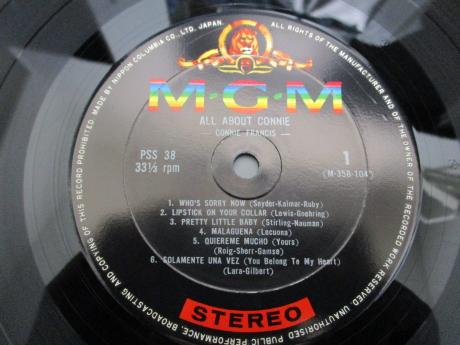 ALL RIGHTS OF THE MANUFACTURER AND OF THE OWNER OF
MADE BY NIPPON COLUMBIA CO., LTD., JAPAN.
M·G·M
ALL ABOUT CONNIE
— CONNIE FRANCIS —
PSS 38
33⅓ rpm
1
(M-358-104)
1. WHO'S SORRY NOW (Snyder-Kalmar-Ruby)
2. LIPSTICK ON YOUR COLLAR (Lewis-Goehring)
3. PRETTY LITTLE BABY (Stirling-Nauman)
4. MALAGUENA (Lecuona)
5. QUIEREME MUCHO (Yours)
(Roig-Sherr-Gamse)
6. SOLAMENTE UNA VEZ (You Belong To My Heart)
(Lara-Gilbert)
STEREO
RECORDED WORK RESERVED. UNAUTHORISED PUBLIC PERFORMANCE, BROADCASTING AND COPYING OF THIS RECORD PROHIBITED